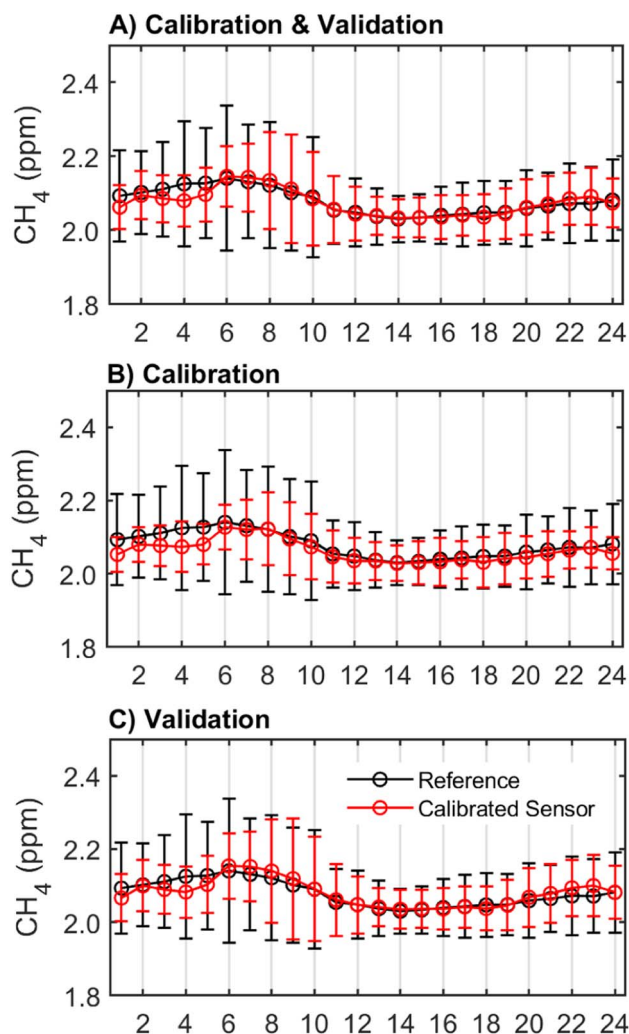 A) Calibration & Validation
2.4
2.2
2.0
1.8
CH4 (ppm)
2 4 6 8 10 12 14 16 18 20 22 24
B) Calibration
2.4
2.2
2.0
1.8
CH4 (ppm)
2 4 6 8 10 12 14 16 18 20 22 24
C) Validation
Reference
Calibrated Sensor
2.4
2.2
2.0
1.8
CH4 (ppm)
2 4 6 8 10 12 14 16 18 20 22 24